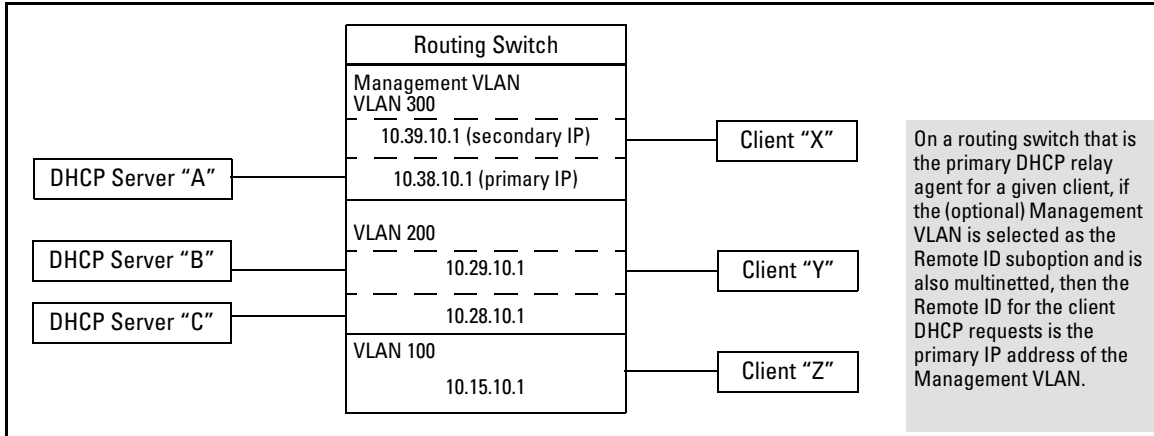 Routing Switch
Management VLAN
VLAN 300
10.39.10.1 (secondary IP)
10.38.10.1 (primary IP)
VLAN 200
10.29.10.1
10.28.10.1
VLAN 100
10.15.10.1
DHCP Server “A”
DHCP Server “B”
DHCP Server “C”
Client “X”
Client “Y”
Client “Z”
On a routing switch that is
the primary DHCP relay
agent for a given client, if
the (optional) Management
VLAN is selected as the
Remote ID suboption and is
also multinetted, then the
Remote ID for the client
DHCP requests is the
primary IP address of the
Management VLAN.